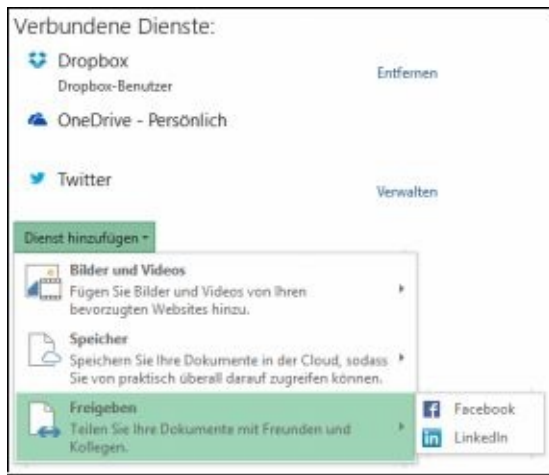 Verbundene Dienste:
Dropbox
Entfernen
Dropbox-Benutzer
OneDrive - Persönlich
Twitter
Verwalten
Dienst hinzufügen
Bilder und Videos
Fügen Sie Bilder und Videos von Ihren
bevorzugten Websites hinzu.
Speicher
Speichern Sie Ihre Dokumente in der Cloud, sodass
Sie von praktisch überall darauf zugreifen können.
Freigeben
Teilen Sie Ihre Dokumente mit Freunden und
Kollegen.
Facebook
LinkedIn